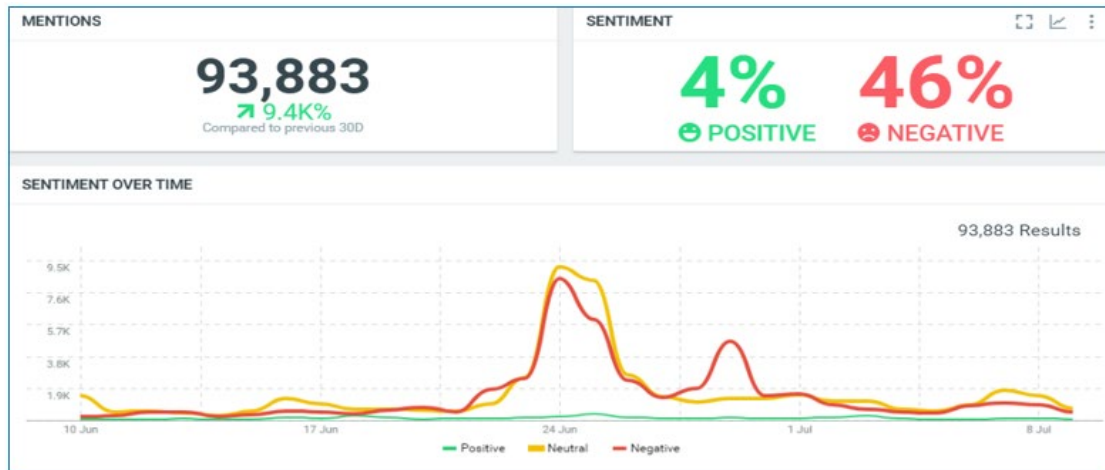 MENTIONS
93,883
9.4K%
Compared to previous 30D
SENTIMENT
4%
POSITIVE
46%
NEGATIVE
SENTIMENT OVER TIME
93,883 Results
9.5K
7.6K
5.7K
3.8K
1.9K
10 Jun 17 Jun 24 Jun 1 Jul 8 Jul
Positive Neutral Negative